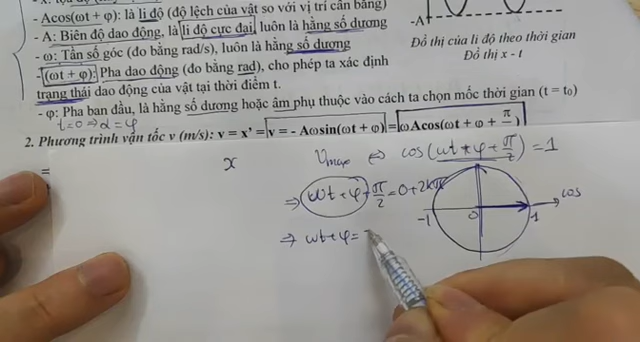 - Acos(ωt + φ): là li độ (độ lệch của vật so với vị trí cân bằng)
- A: Biên độ dao động, là li độ cực đại, luôn là hằng số dương
- ω: Tần số góc (đo bằng rad/s), luôn là hằng số dương
- (ωt + φ): Pha dao động (đo bằng rad), cho phép ta xác định
trạng thái dao động của vật tại thời điểm t.
- φ: Pha ban đầu, là hằng số dương hoặc âm phụ thuộc vào cách ta chọn mốc thời gian (t = t₀)
t=0 ⇒ α = φ
2. Phương trình vận tốc v (m/s): v = x' = v = - Aωsin(ωt + φ) = ωAcos(ωt + φ + π/2)
-A
Đồ thị của li độ theo thời gian
Đồ thị x - t
x
Vmax ⇔ cos(ωt + φ + π/2) = 1
⇒ ωt + φ + π/2 = 0 + 2kπ
⇒ ωt + φ = -
-1
0
1
cos